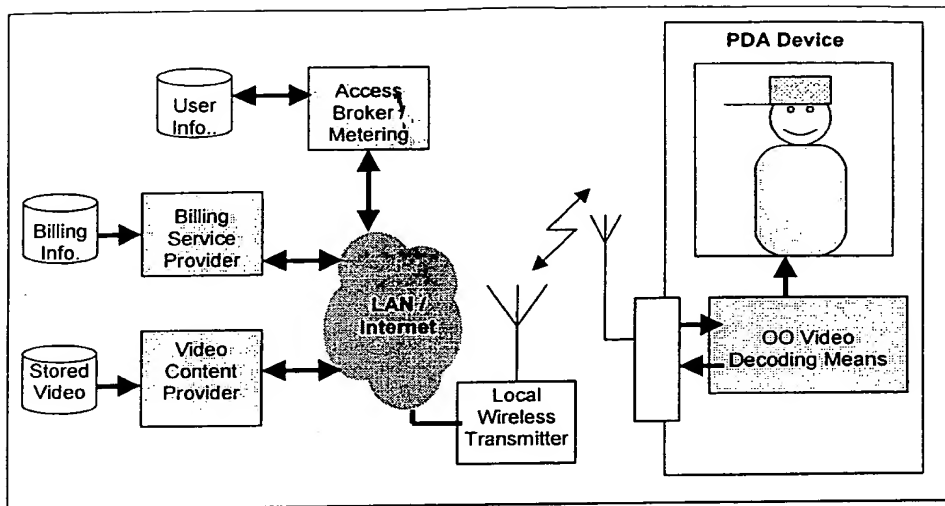 PDA Device
User
Info..
Access
Broker /
Metering
Billing
Info.
Billing
Service
Provider
LAN /
Internet
Stored
Video
Video
Content
Provider
Local
Wireless
Transmitter
OO Video
Decoding Means